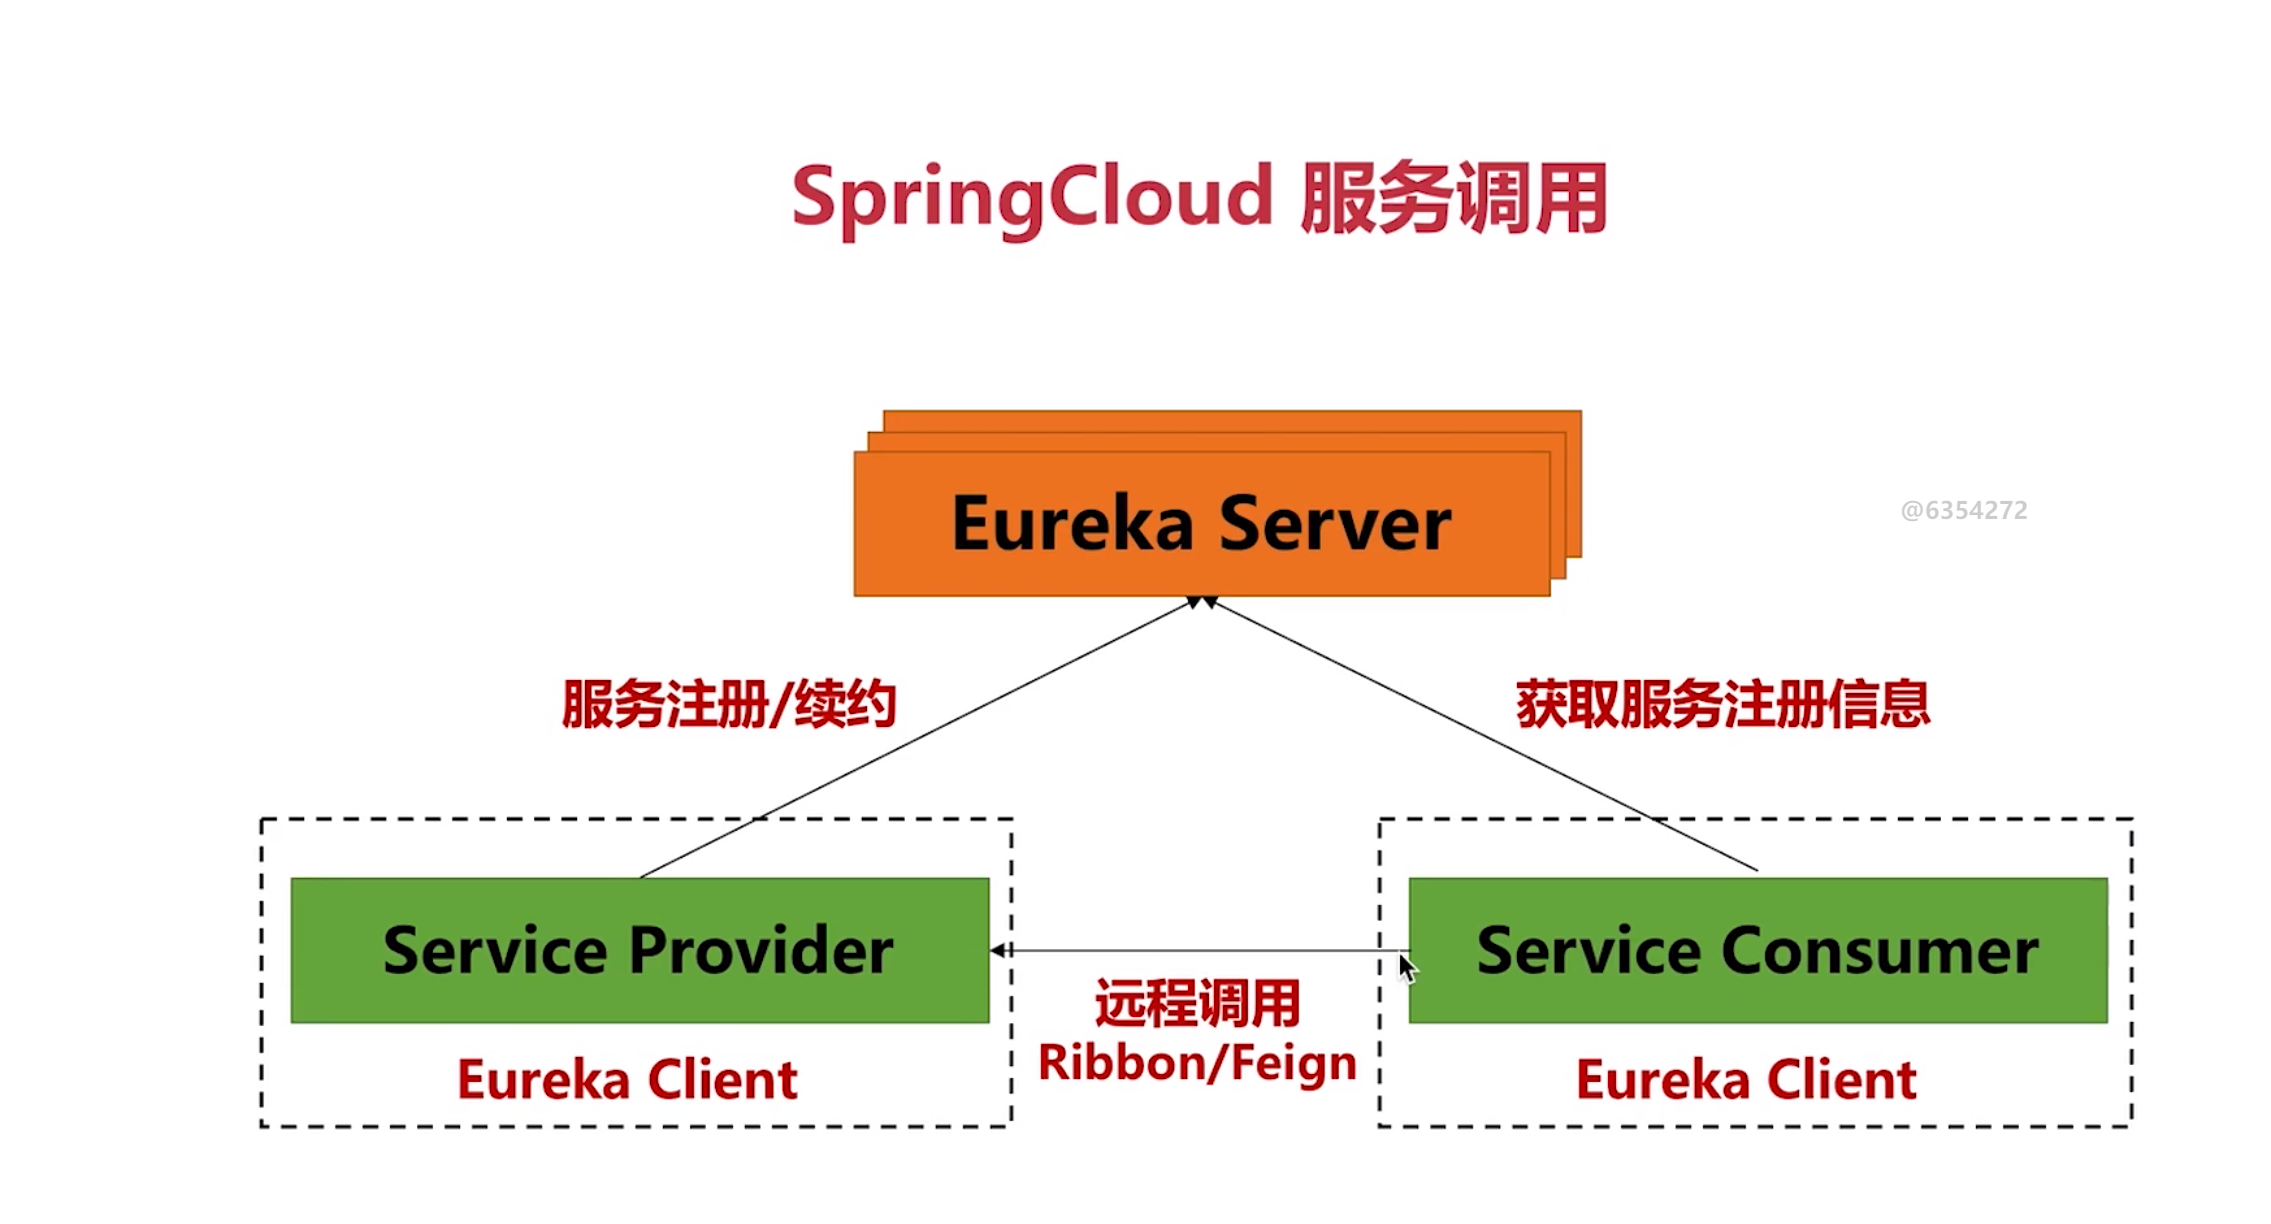 SpringCloud 服务调用
Eureka Server
@6354272
服务注册/续约
获取服务注册信息
Service Provider
Service Consumer
远程调用
Ribbon/Feign
Eureka Client
Eureka Client